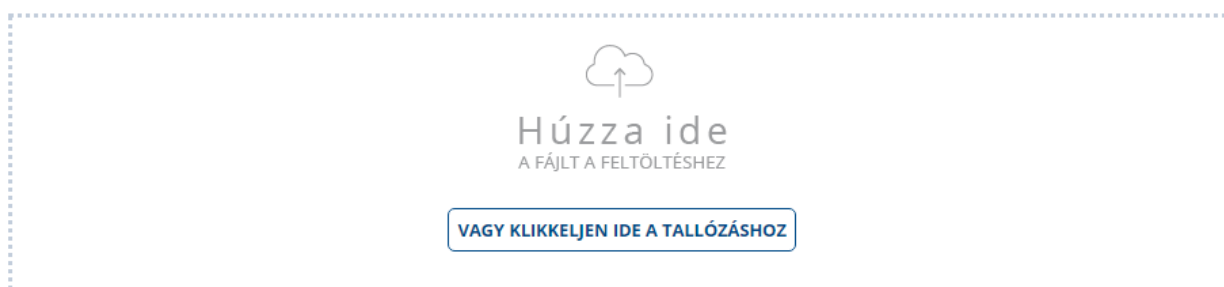 Húzza ide
A FÁJLT A FELTÖLTÉSHEZ
VAGY KLIKKELJEN IDE A TALLÓZÁSHOZ